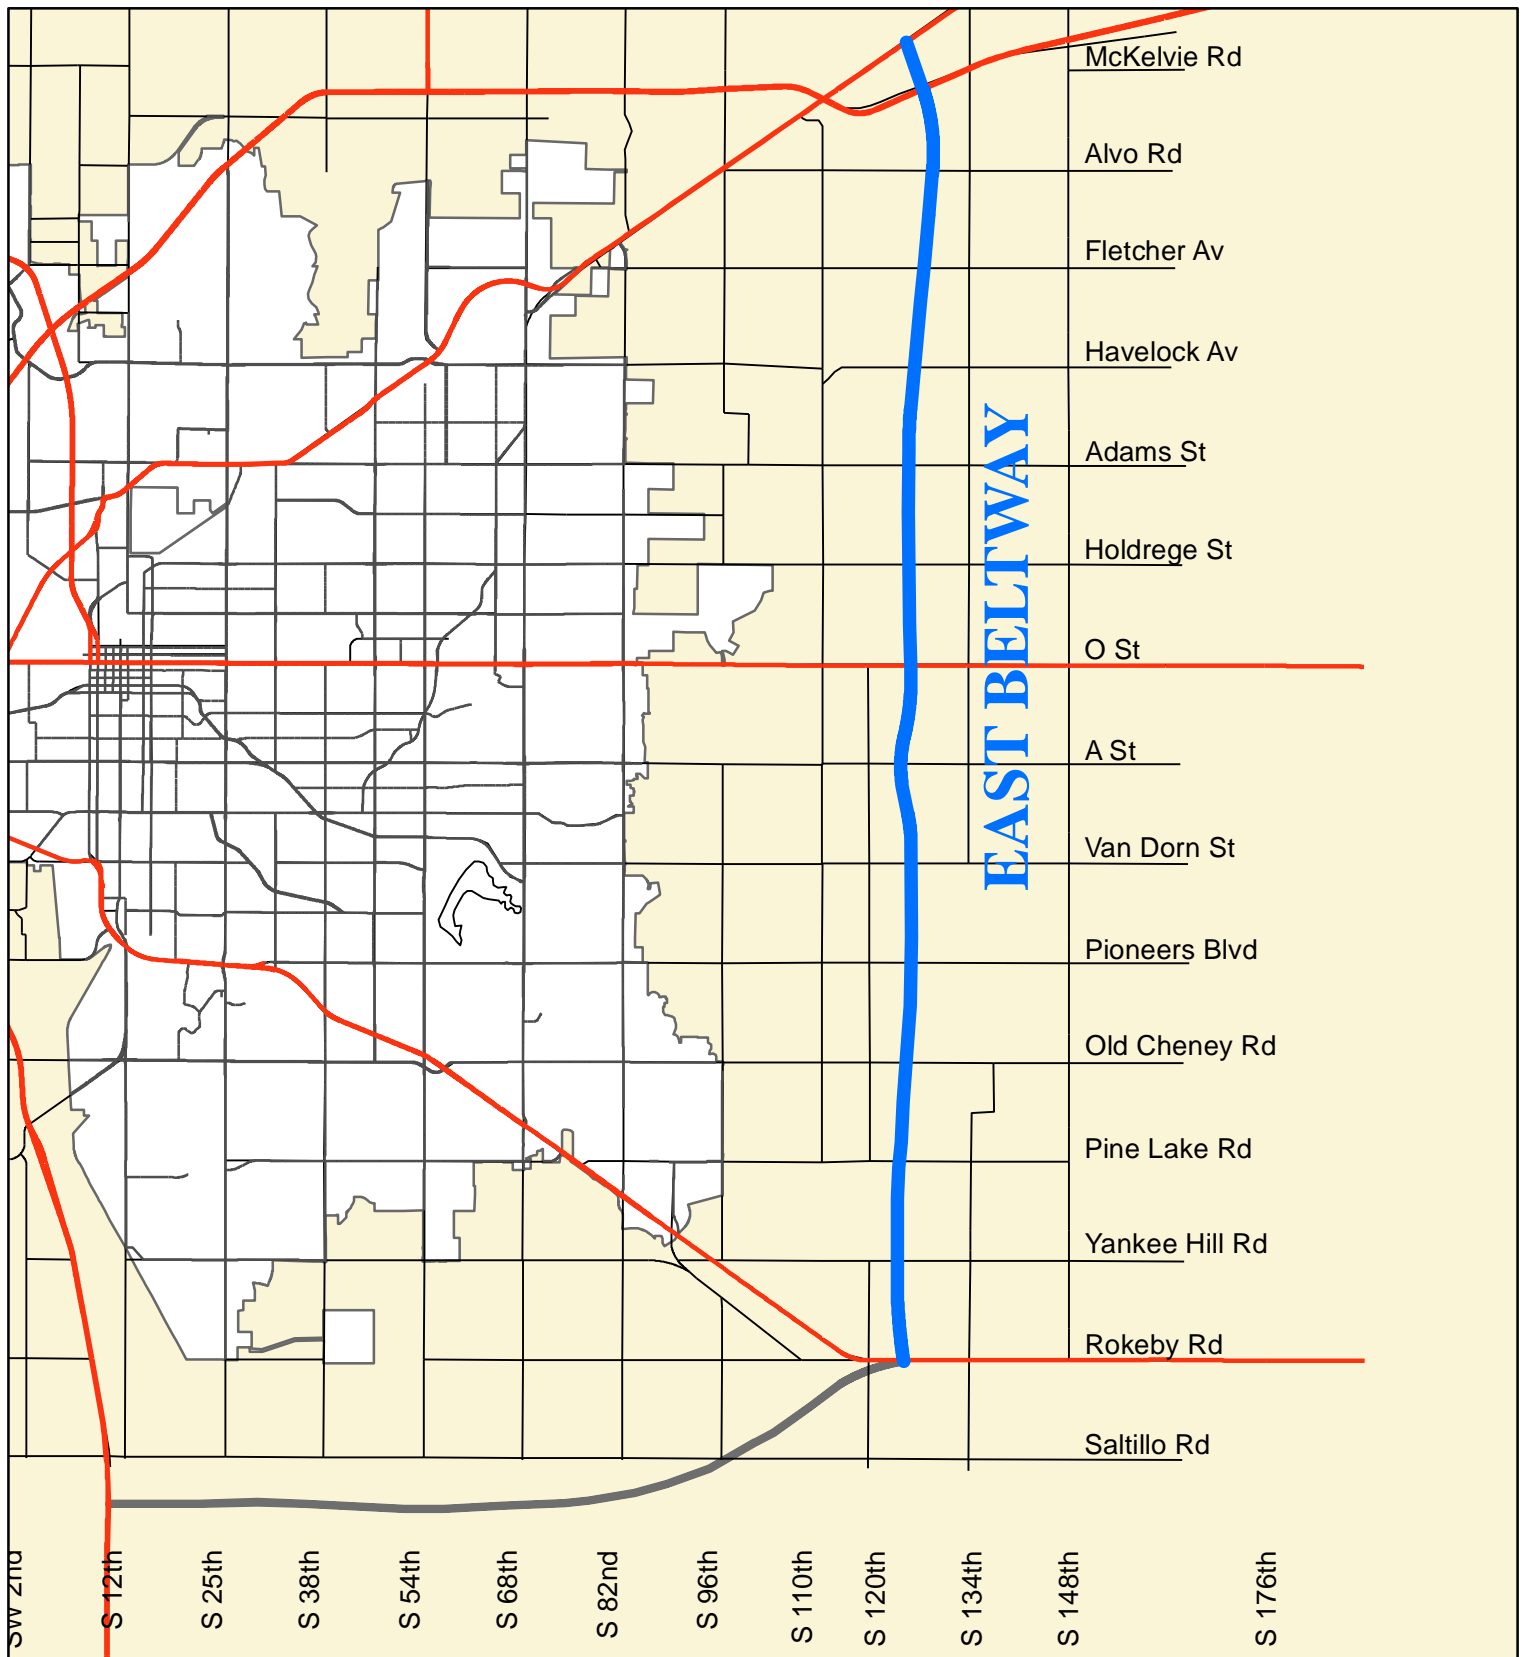 McKelvie Rd
Alvo Rd
Fletcher Av
Havelock Av
Adams St
Holdrege St
O St
A St
Van Dorn St
Pioneers Blvd
Old Cheney Rd
Pine Lake Rd
Yankee Hill Rd
Rokeby Rd
Saltillo Rd
EAST BELTWAY
SW 2nd
S 12th
S 25th
S 38th
S 54th
S 68th
S 82nd
S 96th
S 110th
S 120th
S 134th
S 148th
S 176th